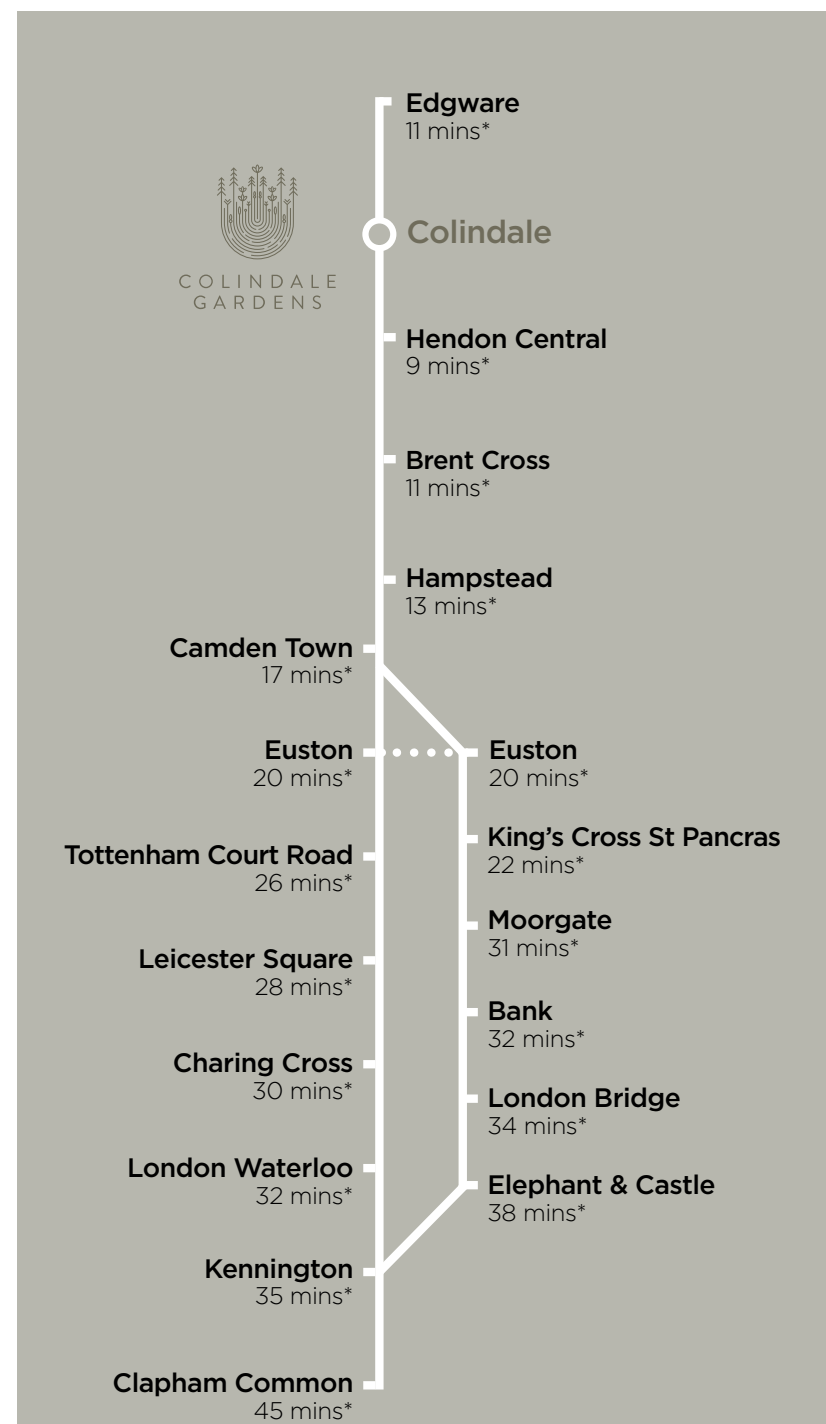 Edgware
11 mins*
COLINDALE
GARDENS
Colindale
Hendon Central
9 mins*
Brent Cross
11 mins*
Hampstead
13 mins*
Camden Town
17 mins*
Euston
20 mins*
Tottenham Court Road
26 mins*
Leicester Square
28 mins*
Charing Cross
30 mins*
London Waterloo
32 mins*
Kennington
35 mins*
Clapham Common
45 mins*
Euston
20 mins*
King's Cross St Pancras
22 mins*
Moorgate
31 mins*
Bank
32 mins*
London Bridge
34 mins*
Elephant & Castle
38 mins*